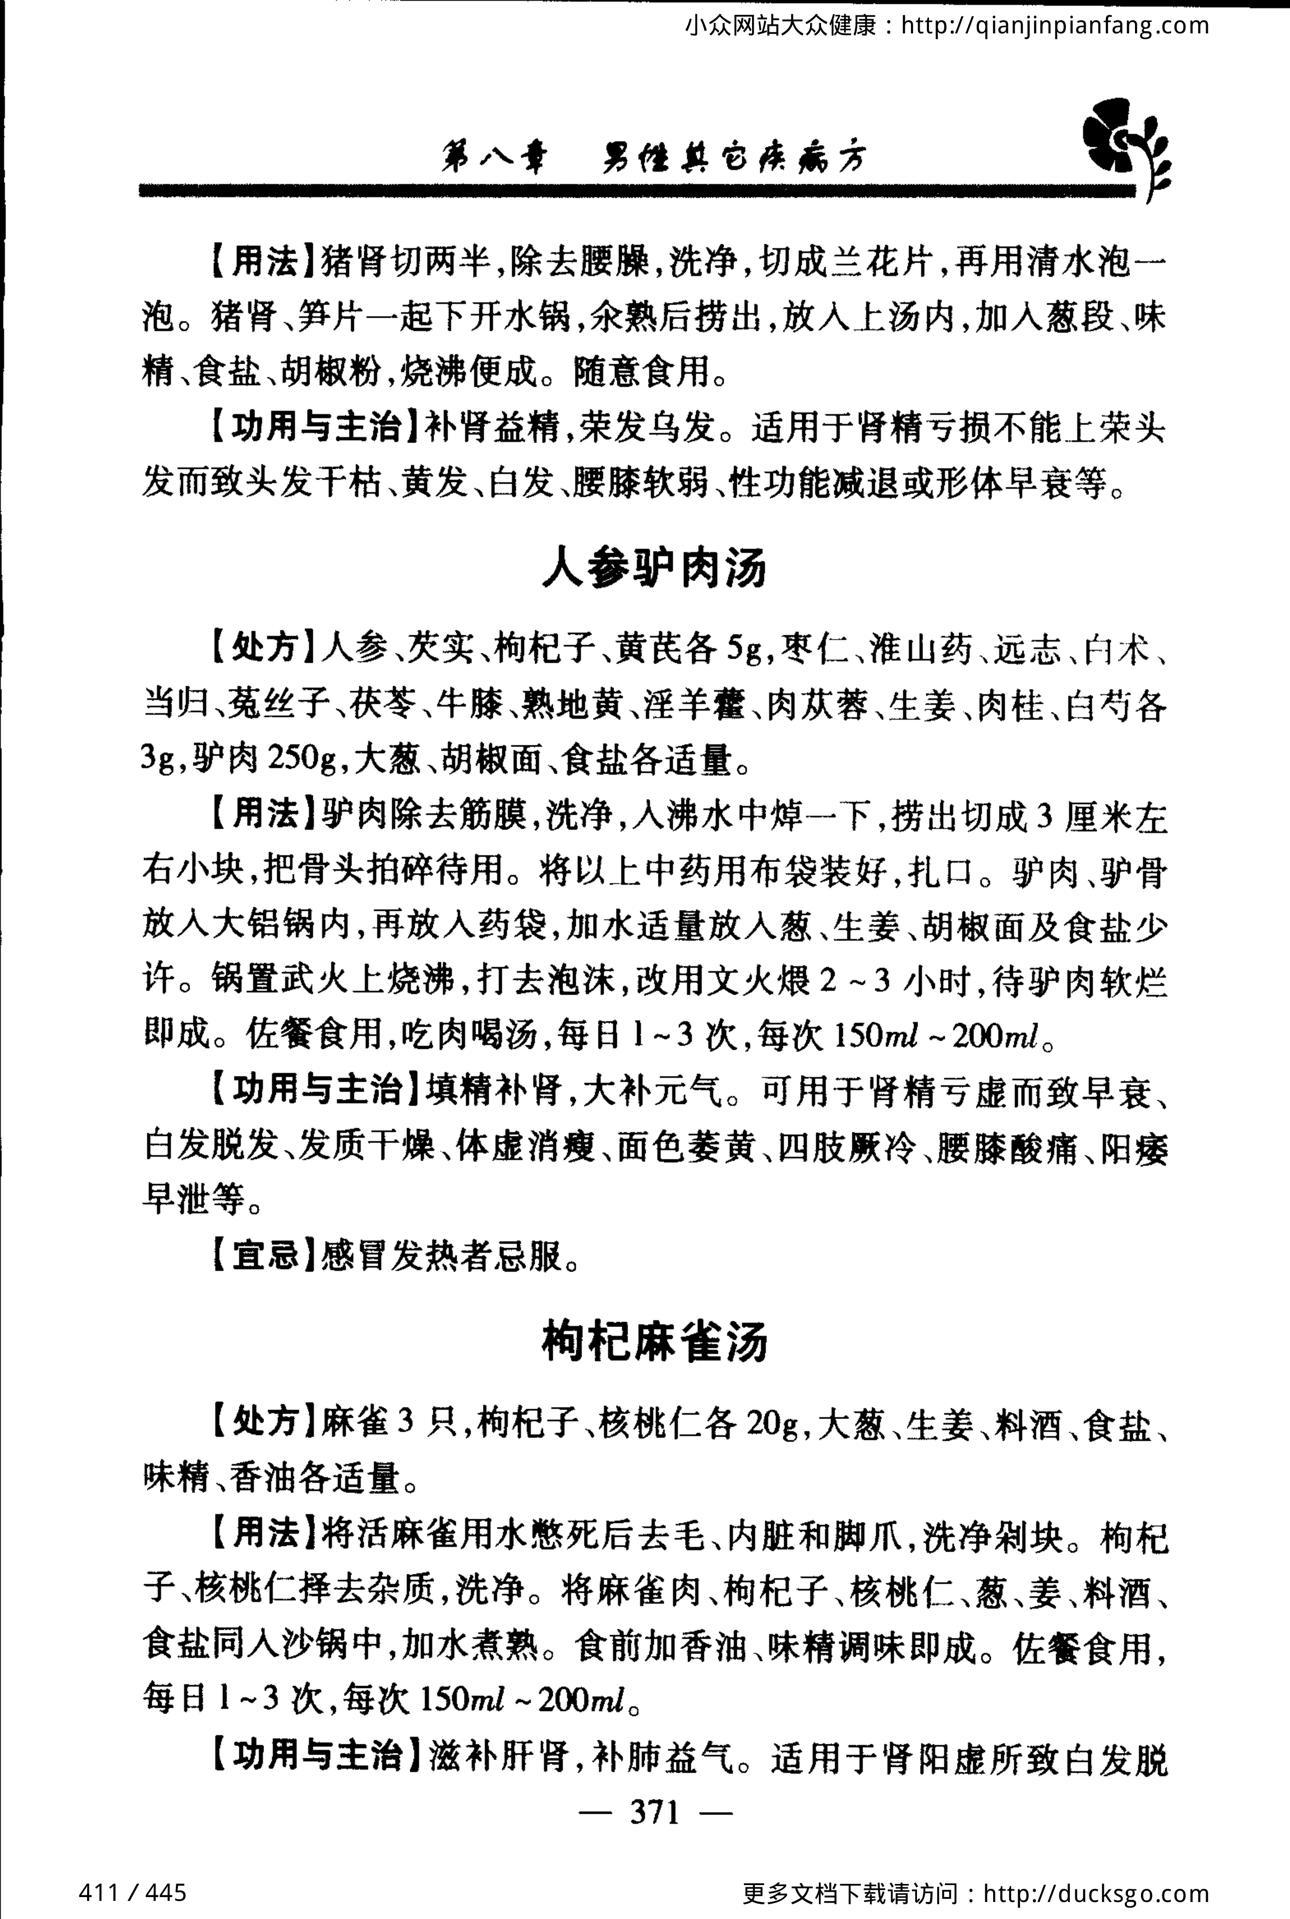 小众网站大众健康：http://qianjinpianfang.com
第八章 男性其它疾病方
【用法】猪肾切两半,除去腰臊,洗净,切成兰花片,再用清水泡一
泡。猪肾、笋片一起下开水锅,氽熟后捞出,放入上汤内,加入葱段、味
精、食盐、胡椒粉,烧沸便成。随意食用。
【功用与主治】补肾益精,荣发乌发。适用于肾精亏损不能上荣头
发而致头发干枯、黄发、白发、腰膝软弱、性功能减退或形体早衰等。
人参驴肉汤
【处方】人参、芡实、枸杞子、黄芪各 5g,枣仁、淮山药、远志、白术、
当归、菟丝子、茯苓、牛膝、熟地黄、淫羊藿、肉苁蓉、生姜、肉桂、白芍各
3g,驴肉 250g,大葱、胡椒面、食盐各适量。
【用法】驴肉除去筋膜,洗净,入沸水中焯一下,捞出切成 3 厘米左
右小块,把骨头拍碎待用。将以上中药用布袋装好,扎口。驴肉、驴骨
放入大铝锅内,再放入药袋,加水适量放入葱、生姜、胡椒面及食盐少
许。锅置武火上烧沸,打去泡沫,改用文火煨 2 ~ 3 小时,待驴肉软烂
即成。佐餐食用,吃肉喝汤,每日 1 ~ 3 次,每次 150ml ~ 200ml。
【功用与主治】填精补肾,大补元气。可用于肾精亏虚而致早衰、
白发脱发、发质干燥、体虚消瘦、面色萎黄、四肢厥冷、腰膝酸痛、阳痿
早泄等。
【宜忌】感冒发热者忌服。
枸杞麻雀汤
【处方】麻雀 3 只,枸杞子、核桃仁各 20g,大葱、生姜、料酒、食盐、
味精、香油各适量。
【用法】将活麻雀用水憋死后去毛、内脏和脚爪,洗净剁块。枸杞
子、核桃仁择去杂质,洗净。将麻雀肉、枸杞子、核桃仁、葱、姜、料酒、
食盐同入沙锅中,加水煮熟。食前加香油、味精调味即成。佐餐食用,
每日 1 ~ 3 次,每次 150ml ~ 200ml。
【功用与主治】滋补肝肾,补肺益气。适用于肾阳虚所致白发脱
— 371 —
411 / 445
更多文档下载请访问：http://ducksgo.com